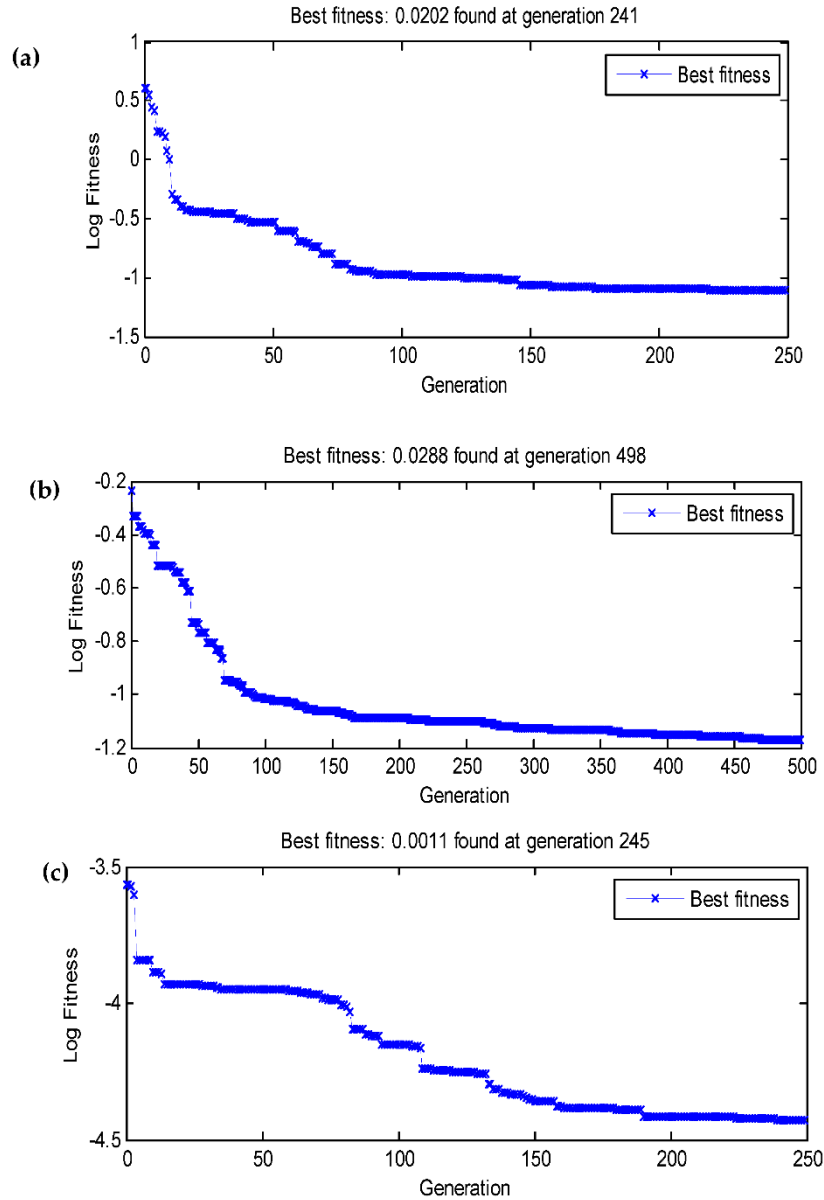 Best fitness: 0.0202 found at generation 241
(a)
1
0.5
0
-0.5
-1
-1.5
Log Fitness
Best fitness
0 50 100 150 200 250
Generation
Best fitness: 0.0288 found at generation 498
(b)
-0.2
-0.4
-0.6
-0.8
-1
-1.2
Log Fitness
Best fitness
0 50 100 150 200 250 300 350 400 450 500
Generation
Best fitness: 0.0011 found at generation 245
(c)
-3.5
-4
-4.5
Log Fitness
Best fitness
0 50 100 150 200 250
Generation